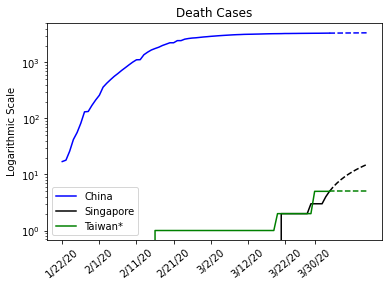 Death Cases
Logarithmic Scale
10³
10²
10¹
10⁰
China
Singapore
Taiwan*
1/22/20
2/1/20
2/11/20
2/21/20
3/2/20
3/12/20
3/22/20
3/30/20